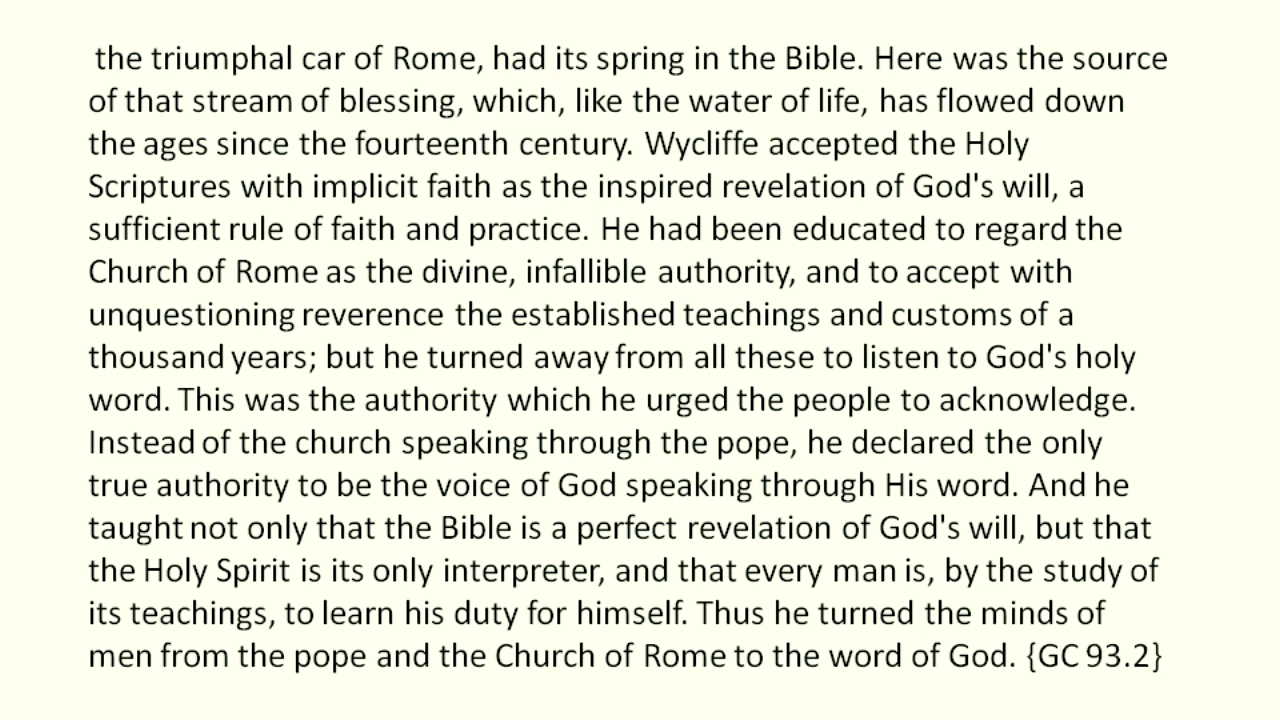 the triumphal car of Rome, had its spring in the Bible. Here was the source
of that stream of blessing, which, like the water of life, has flowed down
the ages since the fourteenth century. Wycliffe accepted the Holy
Scriptures with implicit faith as the inspired revelation of God's will, a
sufficient rule of faith and practice. He had been educated to regard the
Church of Rome as the divine, infallible authority, and to accept with
unquestioning reverence the established teachings and customs of a
thousand years; but he turned away from all these to listen to God's holy
word. This was the authority which he urged the people to acknowledge.
Instead of the church speaking through the pope, he declared the only
true authority to be the voice of God speaking through His word. And he
taught not only that the Bible is a perfect revelation of God's will, but that
the Holy Spirit is its only interpreter, and that every man is, by the study of
its teachings, to learn his duty for himself. Thus he turned the minds of
men from the pope and the Church of Rome to the word of God. {GC 93.2}